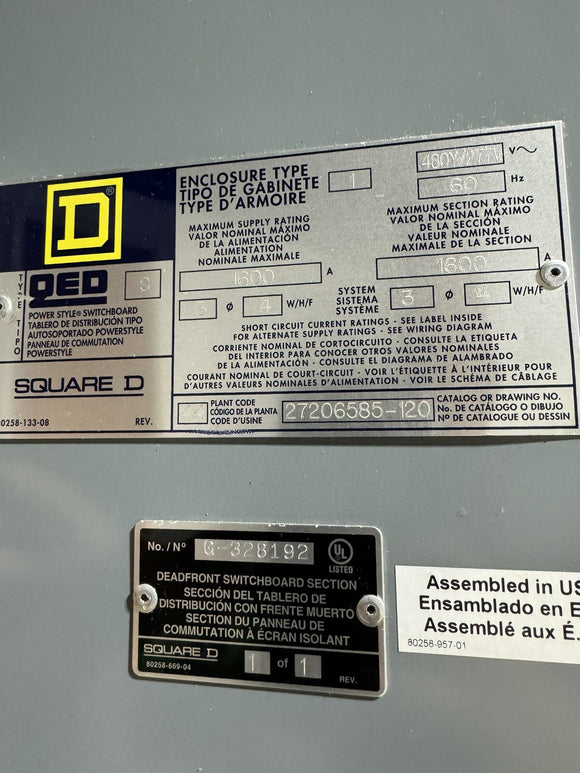 ENCLOSURE TYPE
TIPO DE GABINETE
TYPE D'ARMOIRE
1
480Y/277V V~
60 Hz
MAXIMUM SUPPLY RATING
VALOR NOMINAL MÁXIMO
DE LA ALIMENTACIÓN
ALIMENTATION
NOMINALE MAXIMALE
1600 A
MAXIMUM SECTION RATING
VALOR NOMINAL MÁXIMO
DE LA SECCIÓN
VALEUR NOMINALE
MAXIMALE DE LA SECTION
1600 A
3 ø 4 W/H/F
SYSTEM
SISTEMA
SYSTÈME
3 ø 4 W/H/F
SHORT CIRCUIT CURRENT RATINGS - SEE LABEL INSIDE
FOR ALTERNATE SUPPLY RATINGS - SEE WIRING DIAGRAM
CORRIENTE NOMINAL DE CORTOCIRCUITO - CONSULTE LA ETIQUETA
DEL INTERIOR PARA CONOCER OTROS VALORES NOMINALES
DE LA ALIMENTACIÓN - CONSULTE EL DIAGRAMA DE ALAMBRADO
COURANT NOMINAL DE COURT-CIRCUIT - VOIR L'ÉTIQUETTE À L'INTÉRIEUR POUR
D'AUTRES VALEURS NOMINALES D'ALIMENTATION - VOIR LE SCHÉMA DE CÂBLAGE
PLANT CODE
CÓDIGO DE LA PLANTA
CODE D'USINE
27206585-120
CATALOG OR DRAWING NO.
No. DE CATÁLOGO O DIBUJO
Nº DE CATALOGUE OU DESSIN
D ®
TYPE TIPO
QED
POWER STYLE® SWITCHBOARD
TABLERO DE DISTRIBUCIÓN TIPO
AUTOSOPORTADO POWERSTYLE
PANNEAU DE COMMUTATION
POWERSTYLE
SQUARE D
80258-133-08 REV.
No. / Nº G-328192 UL
LISTED
DEADFRONT SWITCHBOARD SECTION
SECCIÓN DEL TABLERO DE
DISTRIBUCIÓN CON FRENTE MUERTO
SECTION DU PANNEAU DE
COMMUTATION À ÉCRAN ISOLANT
SQUARE D 1 of 1
80256-669-04 REV.
Assembled in US
Ensamblado en E
Assemblé aux É.
80258-957-01